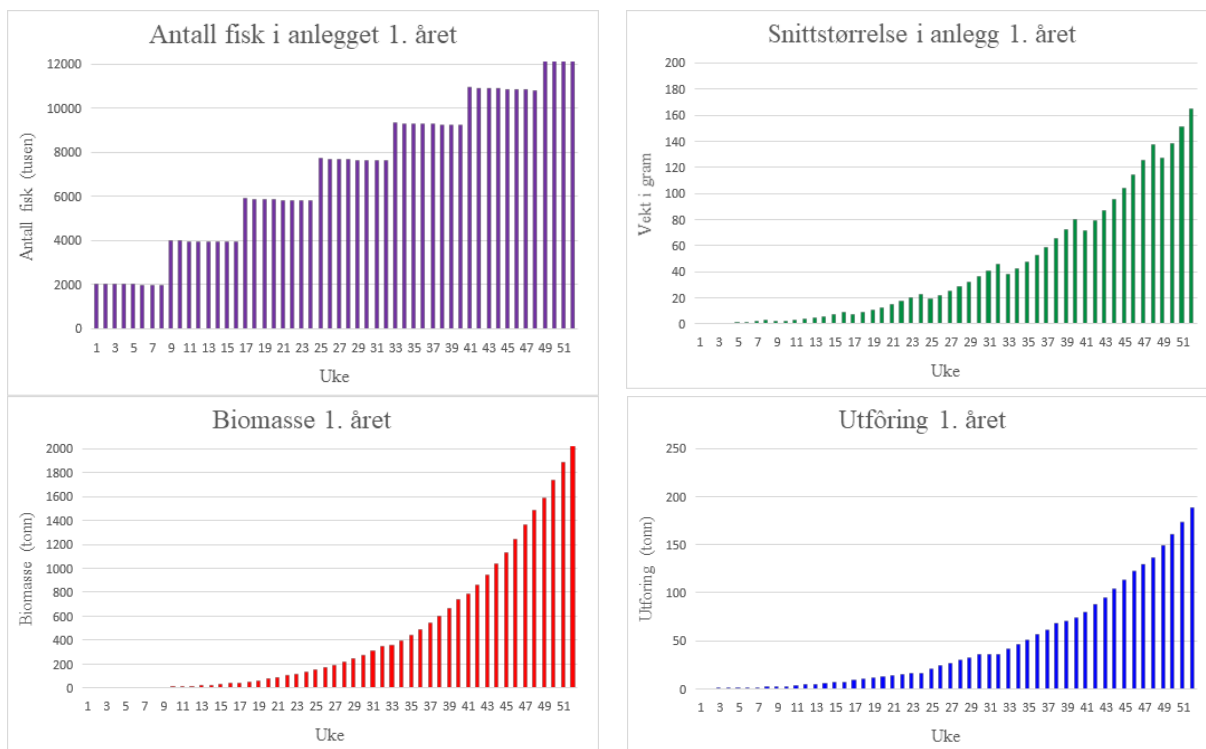 Antall fisk i anlegget 1. året
12000
10000
8000
6000
4000
2000
0
Antall fisk (tusen)
1 3 5 7 9 11 13 15 17 19 21 23 25 27 29 31 33 35 37 39 41 43 45 47 49 51
Uke
Snittstørrelse i anlegg 1. året
200
180
160
140
120
100
80
60
40
20
0
Vekt i gram
1 3 5 7 9 11 13 15 17 19 21 23 25 27 29 31 33 35 37 39 41 43 45 47 49 51
Uke
Biomasse 1. året
2000
1800
1600
1400
1200
1000
800
600
400
200
0
Biomasse (tonn)
1 3 5 7 9 11 13 15 17 19 21 23 25 27 29 31 33 35 37 39 41 43 45 47 49 51
Uke
Utfôring 1. året
250
200
150
100
50
0
Utforing (tonn)
1 3 5 7 9 11 13 15 17 19 21 23 25 27 29 31 33 35 37 39 41 43 45 47 49 51
Uke